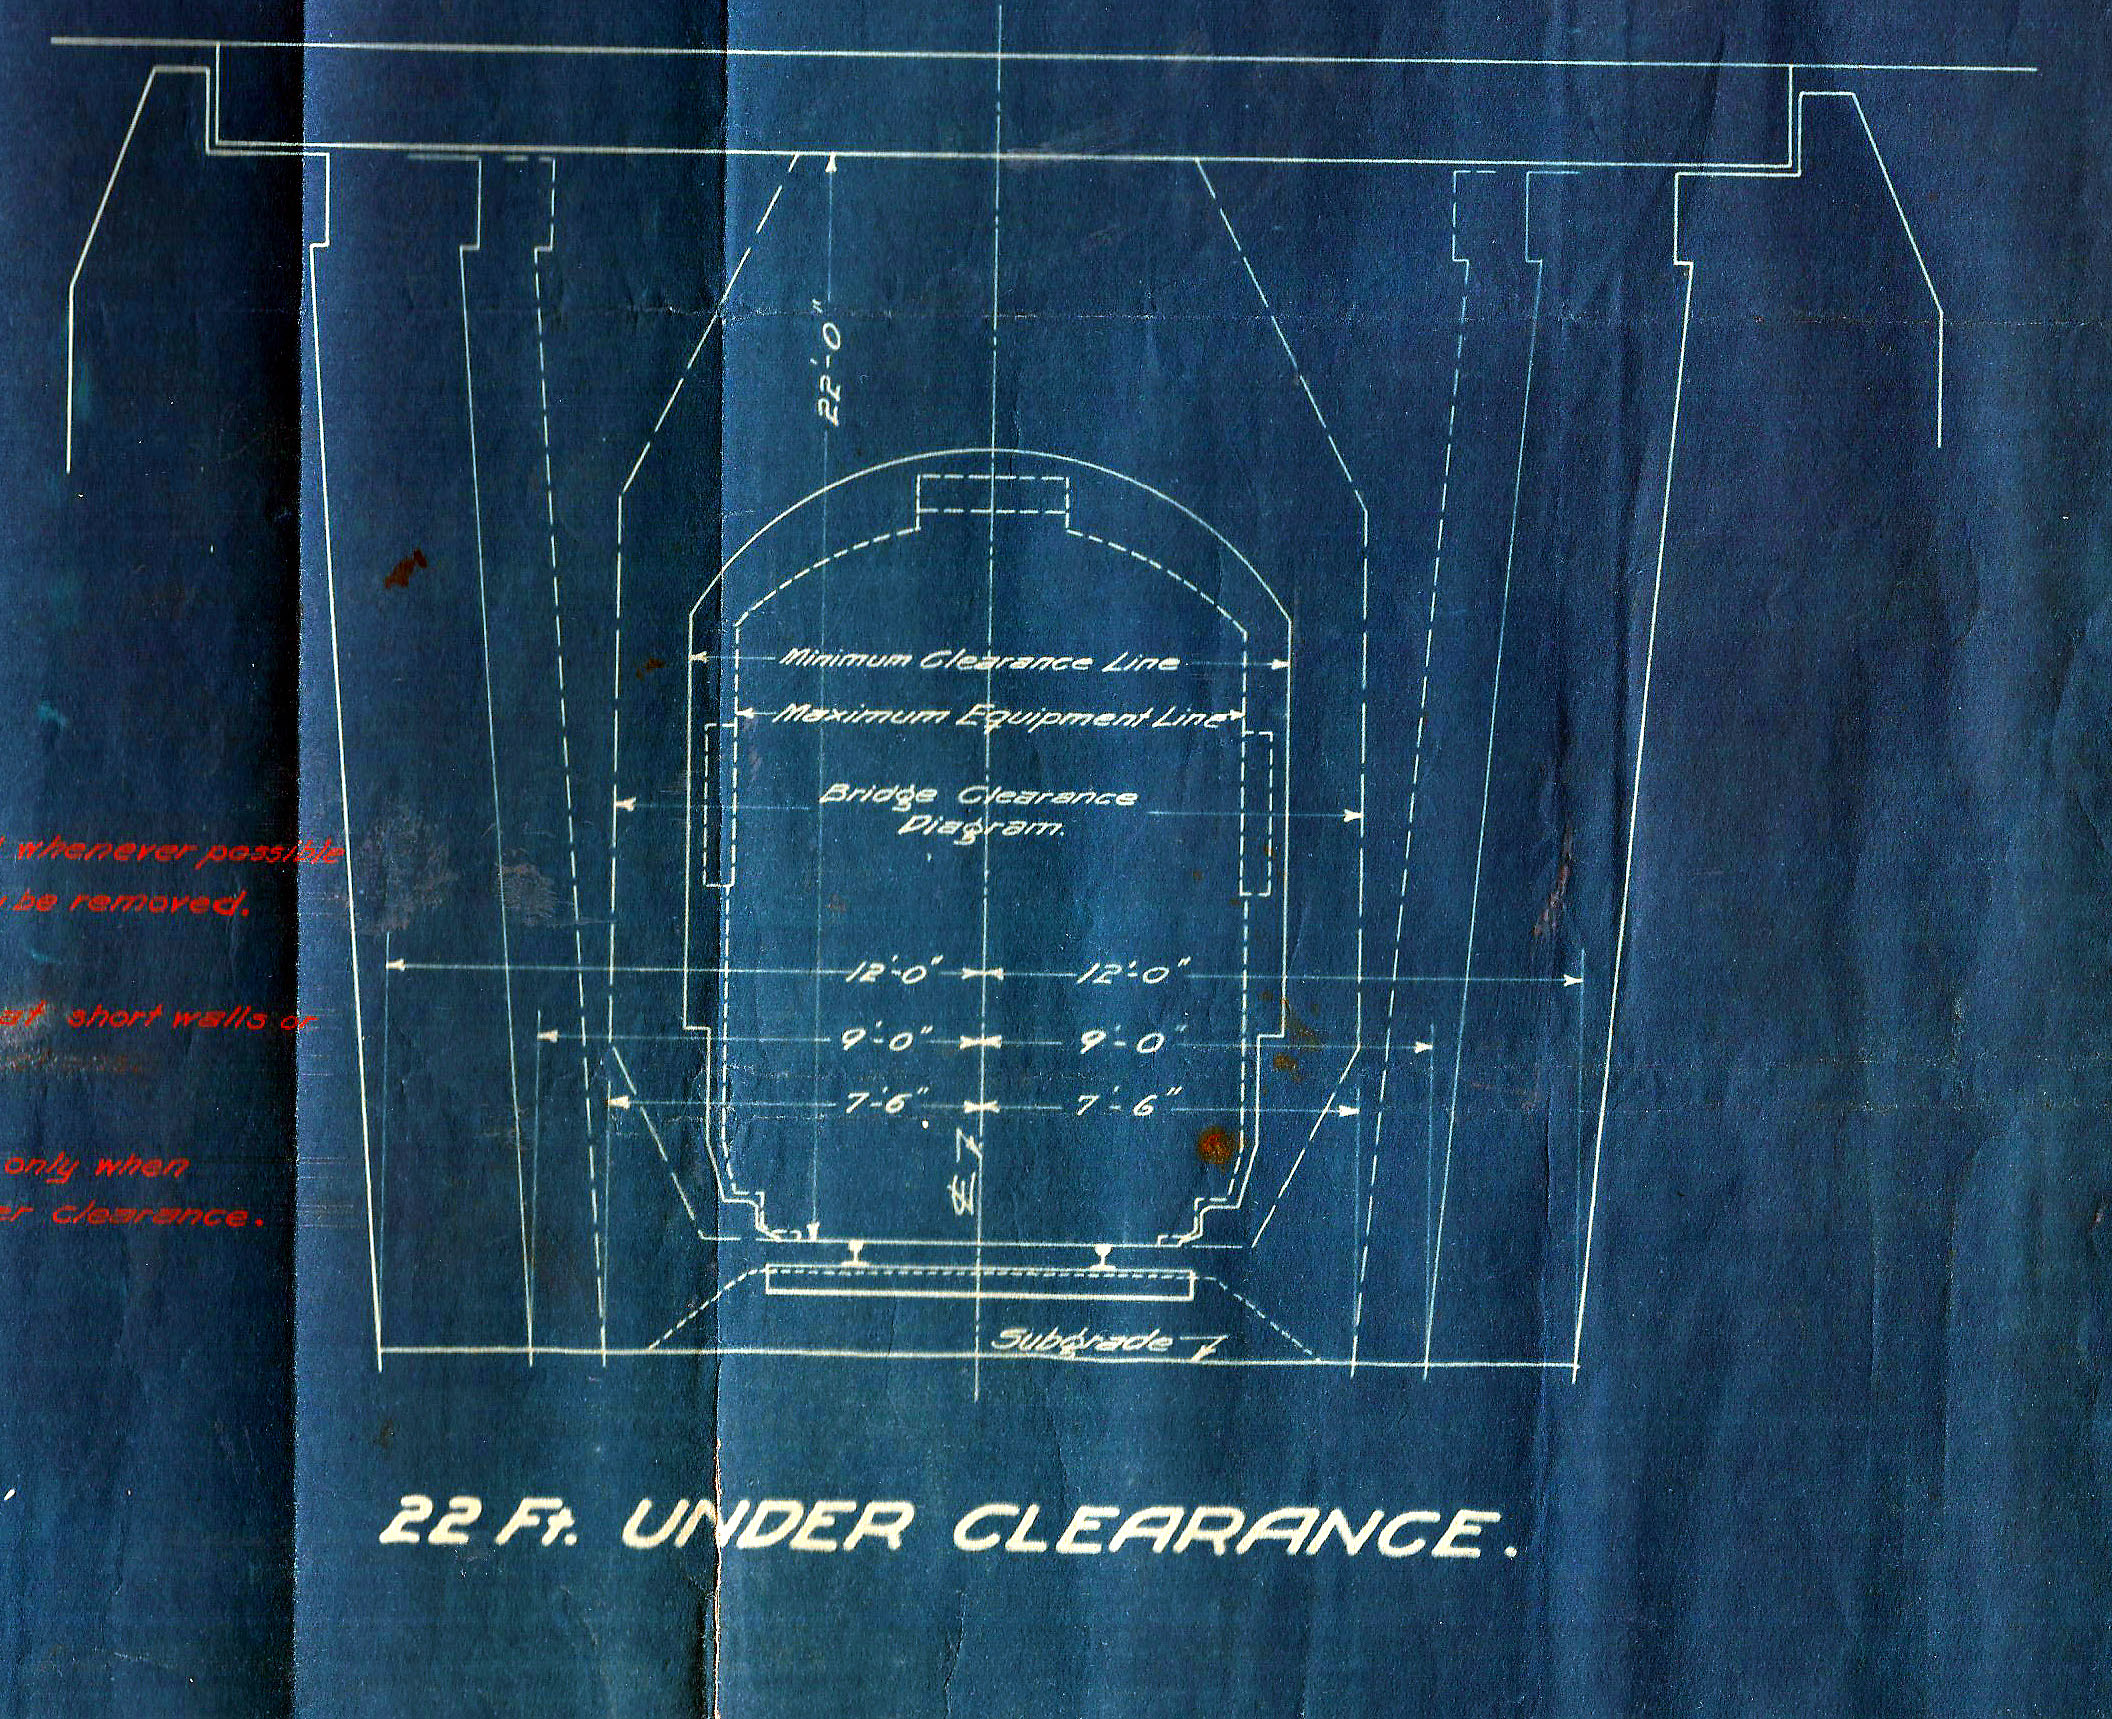 22'-0"
Minimum Clearance Line
Maximum Equipment Line
Bridge Clearance
Diagram.
whenever possible
be removed.
12'-0" 12'-0"
at short walls or
9'-0" 9'-0"
7'-6" 7'-6"
only when
clearance.
Subgrade
22 Ft. UNDER CLEARANCE.